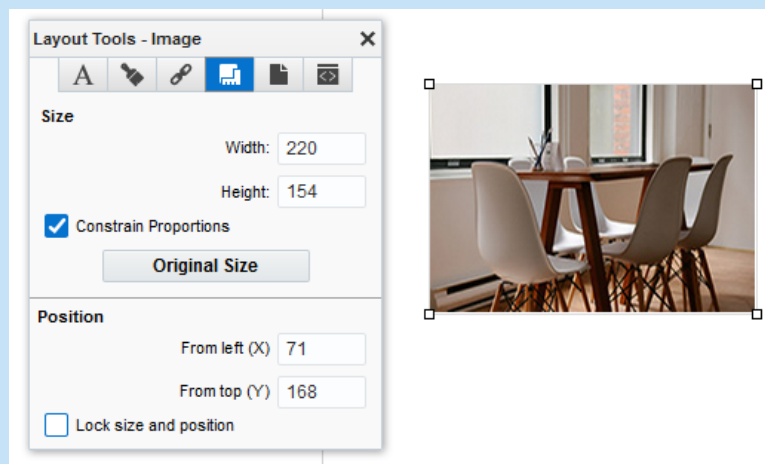 Layout Tools - Image
A
Size
Width: 220
Height: 154
Constrain Proportions
Original Size
Position
From left (X) 71
From top (Y) 168
Lock size and position